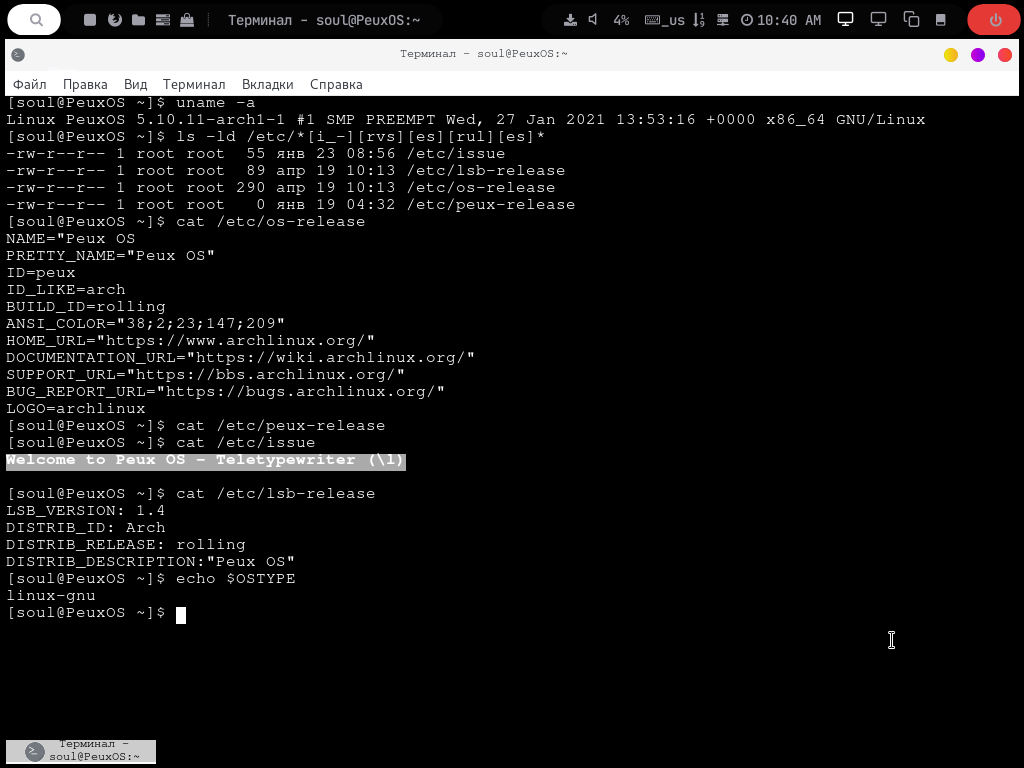 Терминал - soul@PeuxOS:~
4%
_us
10:40 AM
Терминал - soul@PeuxOS:~
Файл Правка Вид Терминал Вкладки Справка
[soul@PeuxOS ~]$ uname -a
Linux PeuxOS 5.10.11-arch1-1 #1 SMP PREEMPT Wed, 27 Jan 2021 13:53:16 +0000 x86_64 GNU/Linux
[soul@PeuxOS ~]$ ls -ld /etc/*[i_-][rvs][es][rul][es]*
-rw-r--r-- 1 root root  55 янв 23 08:56 /etc/issue
-rw-r--r-- 1 root root  89 апр 19 10:13 /etc/lsb-release
-rw-r--r-- 1 root root 290 апр 19 10:13 /etc/os-release
-rw-r--r-- 1 root root   0 янв 19 04:32 /etc/peux-release
[soul@PeuxOS ~]$ cat /etc/os-release
NAME="Peux OS
PRETTY_NAME="Peux OS"
ID=peux
ID_LIKE=arch
BUILD_ID=rolling
ANSI_COLOR="38;2;23;147;209"
HOME_URL="https://www.archlinux.org/"
DOCUMENTATION_URL="https://wiki.archlinux.org/"
SUPPORT_URL="https://bbs.archlinux.org/"
BUG_REPORT_URL="https://bugs.archlinux.org/"
LOGO=archlinux
[soul@PeuxOS ~]$ cat /etc/peux-release
[soul@PeuxOS ~]$ cat /etc/issue
Welcome to Peux OS - Teletypewriter (\l)
[soul@PeuxOS ~]$ cat /etc/lsb-release
LSB_VERSION: 1.4
DISTRIB_ID: Arch
DISTRIB_RELEASE: rolling
DISTRIB_DESCRIPTION:"Peux OS"
[soul@PeuxOS ~]$ echo $OSTYPE
linux-gnu
[soul@PeuxOS ~]$
Терминал -
soul@PeuxOS:~